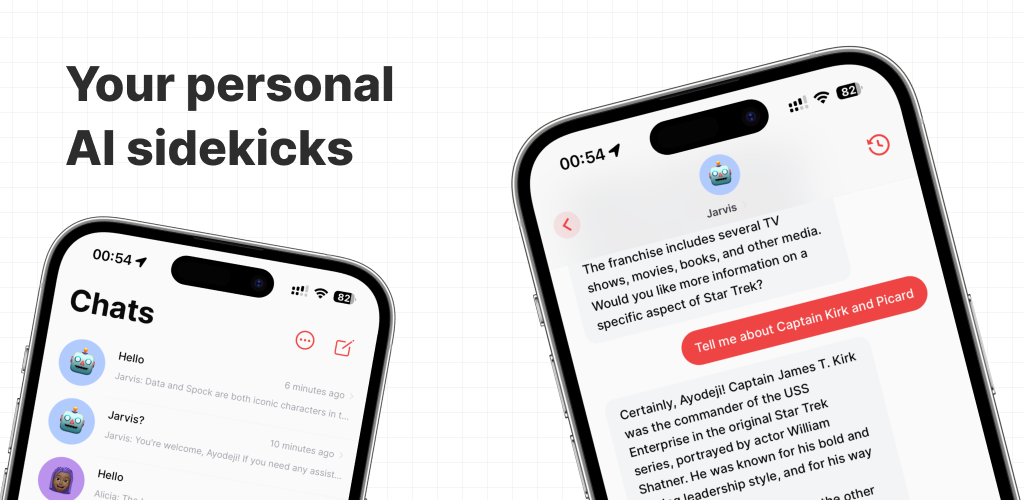 Your personal
AI sidekicks
00:54
82
Chats
Hello
6 minutes ago
Jarvis: Data and Spock are both iconic characters in t...
Jarvis?
10 minutes ago
Jarvis: You're welcome, Ayodeji! If you need any assist...
Hello
Alicia: The
00:54
82
Jarvis
The franchise includes several TV
shows, movies, books, and other media.
Would you like more information on a
specific aspect of Star Trek?
Tell me about Captain Kirk and Picard
Certainly, Ayodeji! Captain James T. Kirk
was the commander of the USS
Enterprise in the original Star Trek
series, portrayed by actor William
Shatner. He was known for his bold and
leadership style, and for his way
the other